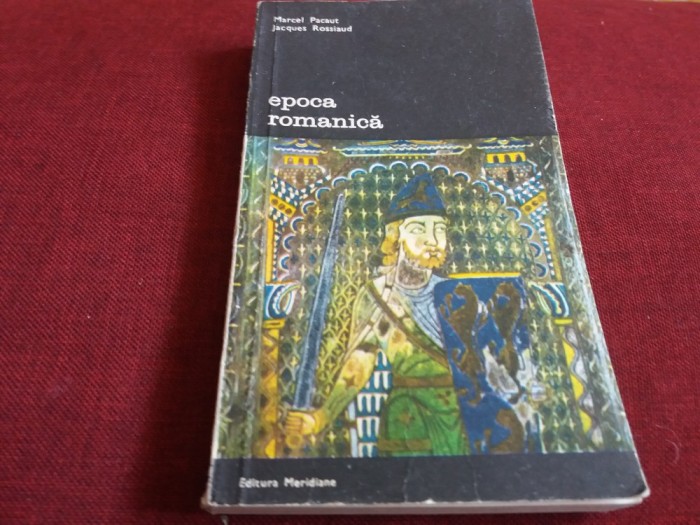 Marcel Pacaut
Jacques Rossiaud
epoca
romanică
Editura Meridiane